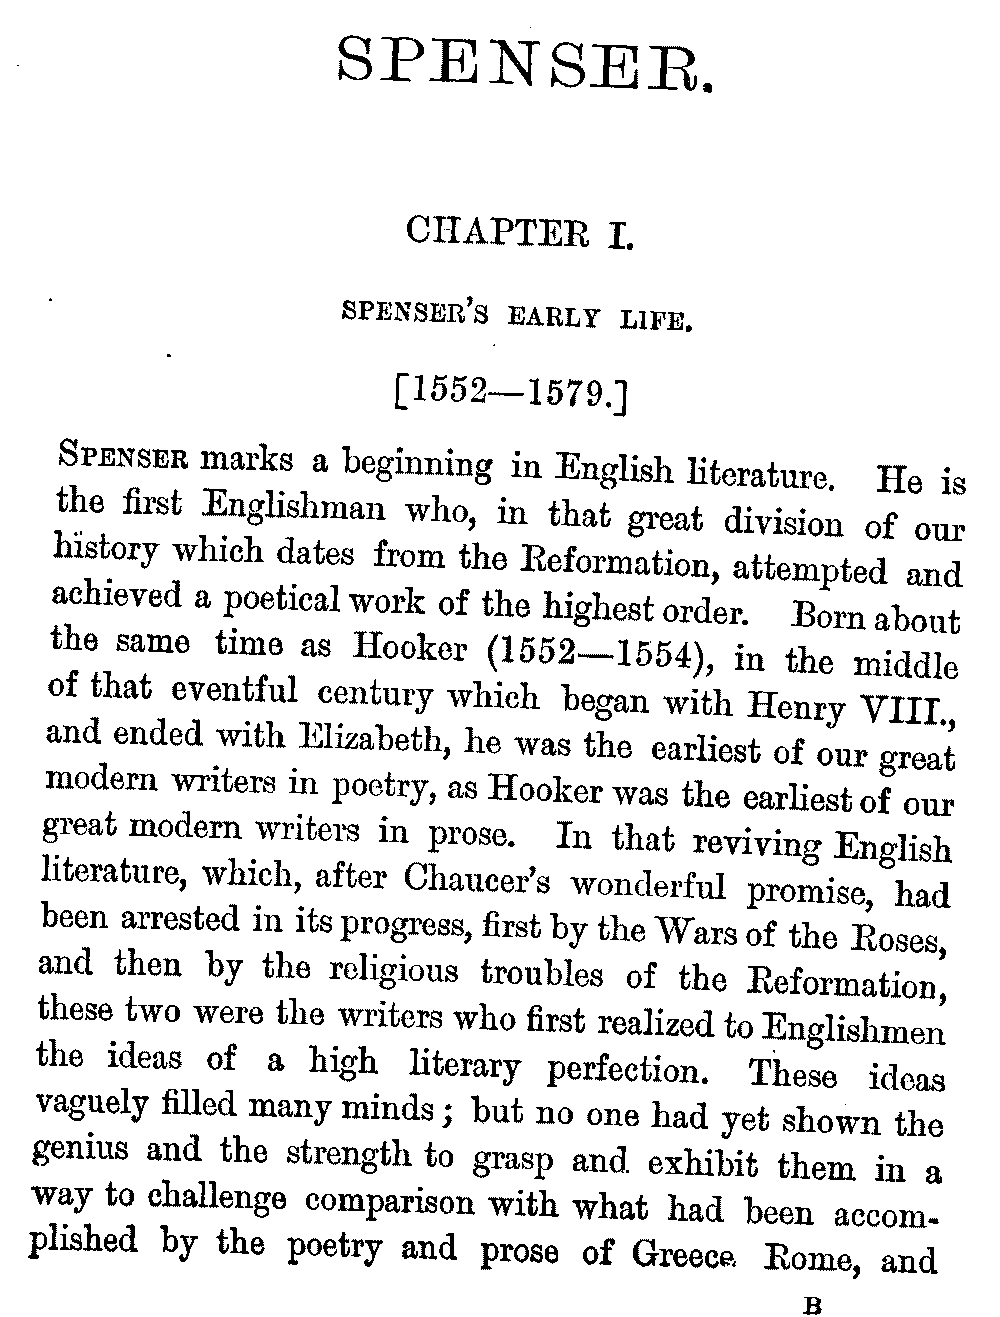 SPENSER.
CHAPTER I.
SPENSER'S EARLY LIFE.
[1552—1579.]
SPENSER marks a beginning in English literature. He is
the first Englishman who, in that great division of our
history which dates from the Reformation, attempted and
achieved a poetical work of the highest order. Born about
the same time as Hooker (1552—1554), in the middle
of that eventful century which began with Henry VIII.,
and ended with Elizabeth, he was the earliest of our great
modern writers in poetry, as Hooker was the earliest of our
great modern writers in prose. In that reviving English
literature, which, after Chaucer's wonderful promise, had
been arrested in its progress, first by the Wars of the Roses,
and then by the religious troubles of the Reformation,
these two were the writers who first realized to Englishmen
the ideas of a high literary perfection. These ideas
vaguely filled many minds; but no one had yet shown the
genius and the strength to grasp and exhibit them in a
way to challenge comparison with what had been accom-
plished by the poetry and prose of Greece, Rome, and
B